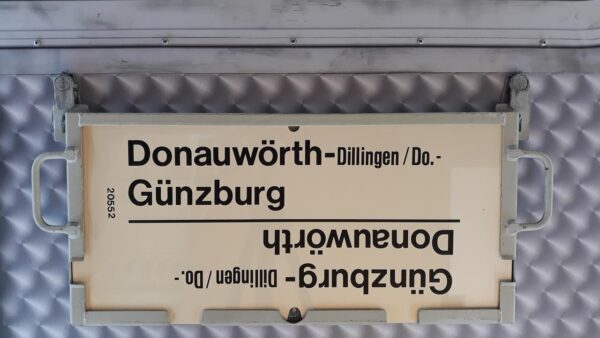 Donauwörth-Dillingen/Do.-
Günzburg
20552
Günzburg-Dillingen/Do.-
Donauwörth